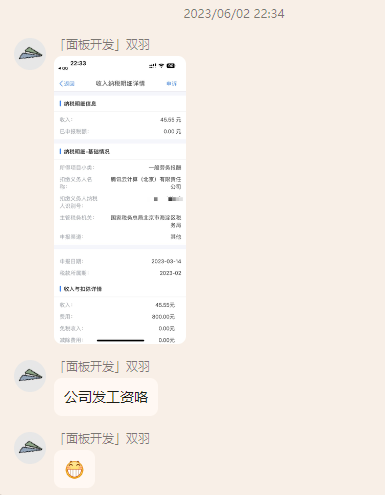 2023/06/02 22:34
「面板开发」双羽
22:33
返回 收入纳税明细详情 申诉
纳税明细信息
收入: 45.55 元
已申报税额: 0.00 元
纳税明细-基础情况
所得项目小类: 一般劳务报酬
扣缴义务人名 腾讯云计算（北京）有限责任
称: 公司
扣缴义务人纳税
人识别号:
主管税务机关: 国家税务总局北京市海淀区税
务局
申报渠道: 其他
申报日期: 2023-03-14
税款所属期: 2023-02
收入与扣除详情
收入: 45.55元
费用: 800.00元
免税收入: 0.00元
减除费用: 0.00元
「面板开发」双羽
公司发工资咯
「面板开发」双羽